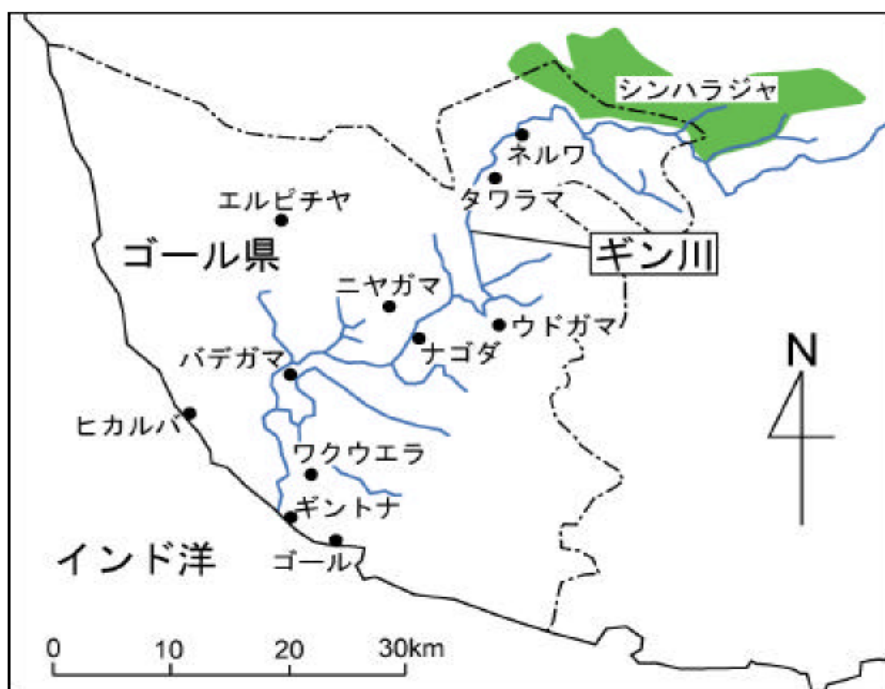 シンハラジャ
ネルワ
タワラマ
エルピチヤ
ゴール県
ギン川
ニヤガマ
ウドガマ
ナゴダ
バデガマ
N
ヒカルバ
ワクウエラ
ギントナ
ゴール
インド洋
0 10 20 30km